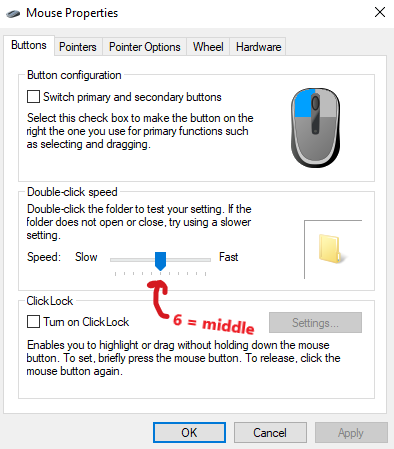 Mouse Properties
Buttons Pointers Pointer Options Wheel Hardware
Button configuration
Switch primary and secondary buttons
Select this check box to make the button on
the right the one you use for primary functions such
as selecting and dragging.
Double-click speed
Double-click the folder to test your setting. If the
folder does not open or close, try using a slower
setting.
Speed: Slow Fast
6 = middle
ClickLock
Turn on ClickLock
Settings...
Enables you to highlight or drag without holding down the mouse
button. To set, briefly press the mouse button. To release, click the
mouse button again.
OK Cancel Apply